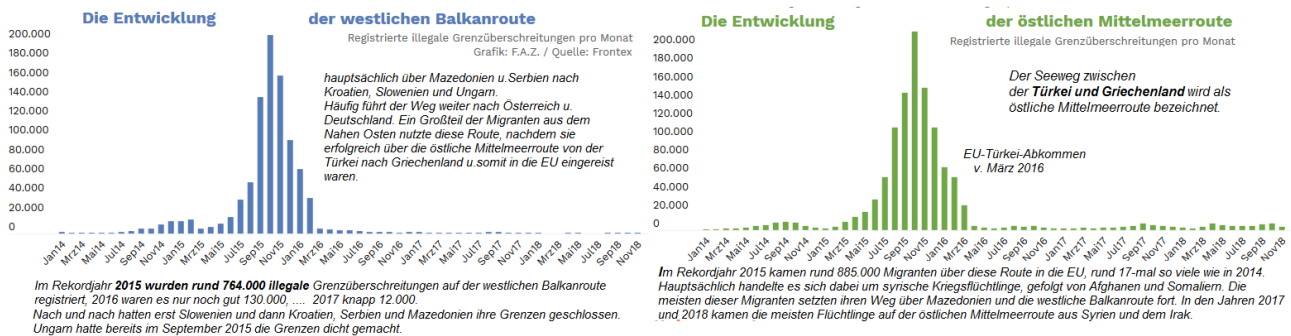 Die Entwicklung der westlichen Balkanroute
200.000
Registrierte illegale Grenzüberschreitungen pro Monat
180.000
Grafik: F.A.Z. / Quelle: Frontex
160.000
140.000
120.000
100.000
80.000
60.000
40.000
20.000
0
hauptsächlich über Mazedonien u.Serbien nach
Kroatien, Slowenien und Ungarn.
Häufig führt der Weg weiter nach Österreich u.
Deutschland. Ein Großteil der Migranten aus dem
Nahen Osten nutzte diese Route, nachdem sie
erfolgreich über die östliche Mittelmeerroute von der
Türkei nach Griechenland u.somit in die EU eingereist
waren.
Jan14 Mrz14 Mai14 Jul14 Sep14 Nov14 Jan15 Mrz15 Mai15 Jul15 Sep15 Nov15 Jan16 Mrz16 Mai16 Jul16 Sep16 Nov16 Jan17 Mrz17 Mai17 Jul17 Sep17 Nov17 Jan18 Mrz18 Mai18 Jul18 Sep18 Nov18
Im Rekordjahr 2015 wurden rund 764.000 illegale Grenzüberschreitungen auf der westlichen Balkanroute
registriert, 2016 waren es nur noch gut 130.000, .... 2017 knapp 12.000.
Nach und nach hatten erst Slowenien und dann Kroatien, Serbien und Mazedonien ihre Grenzen geschlossen.
Ungarn hatte bereits im September 2015 die Grenzen dicht gemacht.
Die Entwicklung der östlichen Mittelmeerroute
200.000
Registrierte illegale Grenzüberschreitungen pro Monat
180.000
160.000
140.000
120.000
100.000
80.000
60.000
40.000
20.000
0
Der Seeweg zwischen
der Türkei und Griechenland wird als
östliche Mittelmeerroute bezeichnet.
EU-Türkei-Abkommen
v. März 2016
Jan14 Mrz14 Mai14 Jul14 Sep14 Nov14 Jan15 Mrz15 Mai15 Jul15 Sep15 Nov15 Jan16 Mrz16 Mai16 Jul16 Sep16 Nov16 Jan17 Mrz17 Mai17 Jul17 Sep17 Nov17 Jan18 Mrz18 Mai18 Jul18 Sep18 Nov18
Im Rekordjahr 2015 kamen rund 885.000 Migranten über diese Route in die EU, rund 17-mal so viele wie in 2014.
Hauptsächlich handelte es sich dabei um syrische Kriegsflüchtlinge, gefolgt von Afghanen und Somaliern. Die
meisten dieser Migranten setzten ihren Weg über Mazedonien und die westliche Balkanroute fort. In den Jahren 2017
und 2018 kamen die meisten Flüchtlinge auf der östlichen Mittelmeerroute aus Syrien und dem Irak.